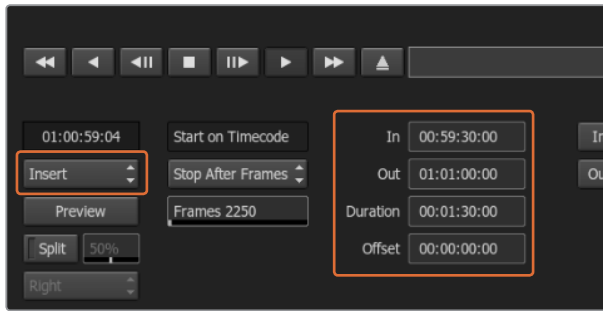 01:00:59:04 Start on Timecode In 00:59:30:00
Insert Stop After Frames Out 01:01:00:00
Preview Frames 2250 Duration 00:01:30:00
Split 50% Offset 00:00:00:00
Right